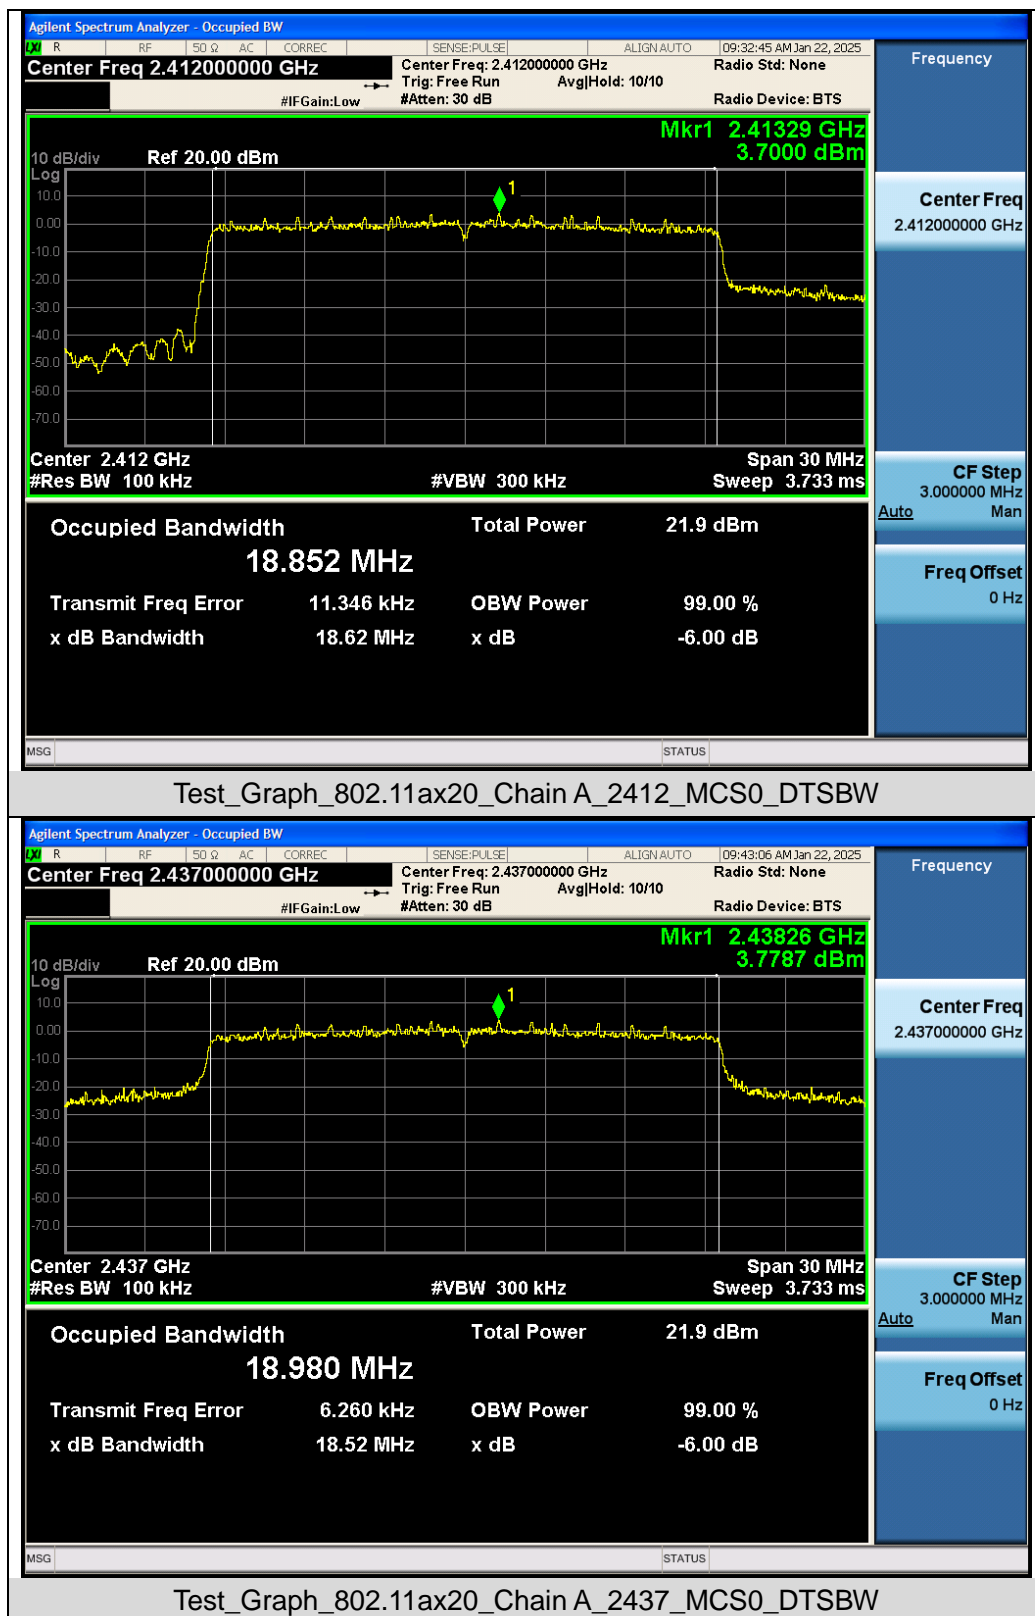 Agilent Spectrum Analyzer - Occupied BW
LXI R RF 50 Ω AC CORREC SENSE:PULSE ALIGN AUTO 09:32:45 AM Jan 22, 2025
Center Freq 2.412000000 GHz Center Freq: 2.412000000 GHz Radio Std: None
Trig: Free Run Avg|Hold: 10/10
#IFGain:Low #Atten: 30 dB Radio Device: BTS
Frequency
Mkr1 2.41329 GHz
3.7000 dBm
10 dB/div Ref 20.00 dBm
Log
10.0
0.00
-10.0
-20.0
-30.0
-40.0
-50.0
-60.0
-70.0
1
Center 2.412 GHz Span 30 MHz
#Res BW 100 kHz #VBW 300 kHz Sweep 3.733 ms
Center Freq
2.412000000 GHz
CF Step
3.000000 MHz
Auto Man
Freq Offset
0 Hz
Occupied Bandwidth Total Power 21.9 dBm
18.852 MHz
Transmit Freq Error 11.346 kHz OBW Power 99.00 %
x dB Bandwidth 18.62 MHz x dB -6.00 dB
MSG STATUS
Test_Graph_802.11ax20_Chain A_2412_MCS0_DTSBW
Agilent Spectrum Analyzer - Occupied BW
LXI R RF 50 Ω AC CORREC SENSE:PULSE ALIGN AUTO 09:43:06 AM Jan 22, 2025
Center Freq 2.437000000 GHz Center Freq: 2.437000000 GHz Radio Std: None
Trig: Free Run Avg|Hold: 10/10
#IFGain:Low #Atten: 30 dB Radio Device: BTS
Frequency
Mkr1 2.43826 GHz
3.7787 dBm
10 dB/div Ref 20.00 dBm
Log
10.0
0.00
-10.0
-20.0
-30.0
-40.0
-50.0
-60.0
-70.0
1
Center 2.437 GHz Span 30 MHz
#Res BW 100 kHz #VBW 300 kHz Sweep 3.733 ms
Center Freq
2.437000000 GHz
CF Step
3.000000 MHz
Auto Man
Freq Offset
0 Hz
Occupied Bandwidth Total Power 21.9 dBm
18.980 MHz
Transmit Freq Error 6.260 kHz OBW Power 99.00 %
x dB Bandwidth 18.52 MHz x dB -6.00 dB
MSG STATUS
Test_Graph_802.11ax20_Chain A_2437_MCS0_DTSBW